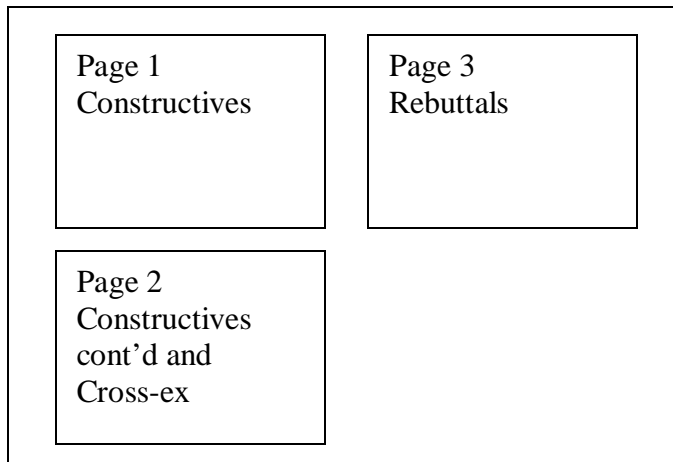 Page 1
Constructives
Page 2
Constructives
cont’d and
Cross-ex
Page 3
Rebuttals